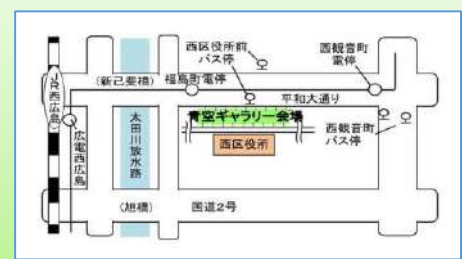 西区役所前
バス停
西観音町
電停
(新己斐橋)
福島町電停
平和大通り
JR西広島
広電西広島
太田川放水路
青空ギャラリー会場
西区役所
西観音町
バス停
(旭橋)
国道2号